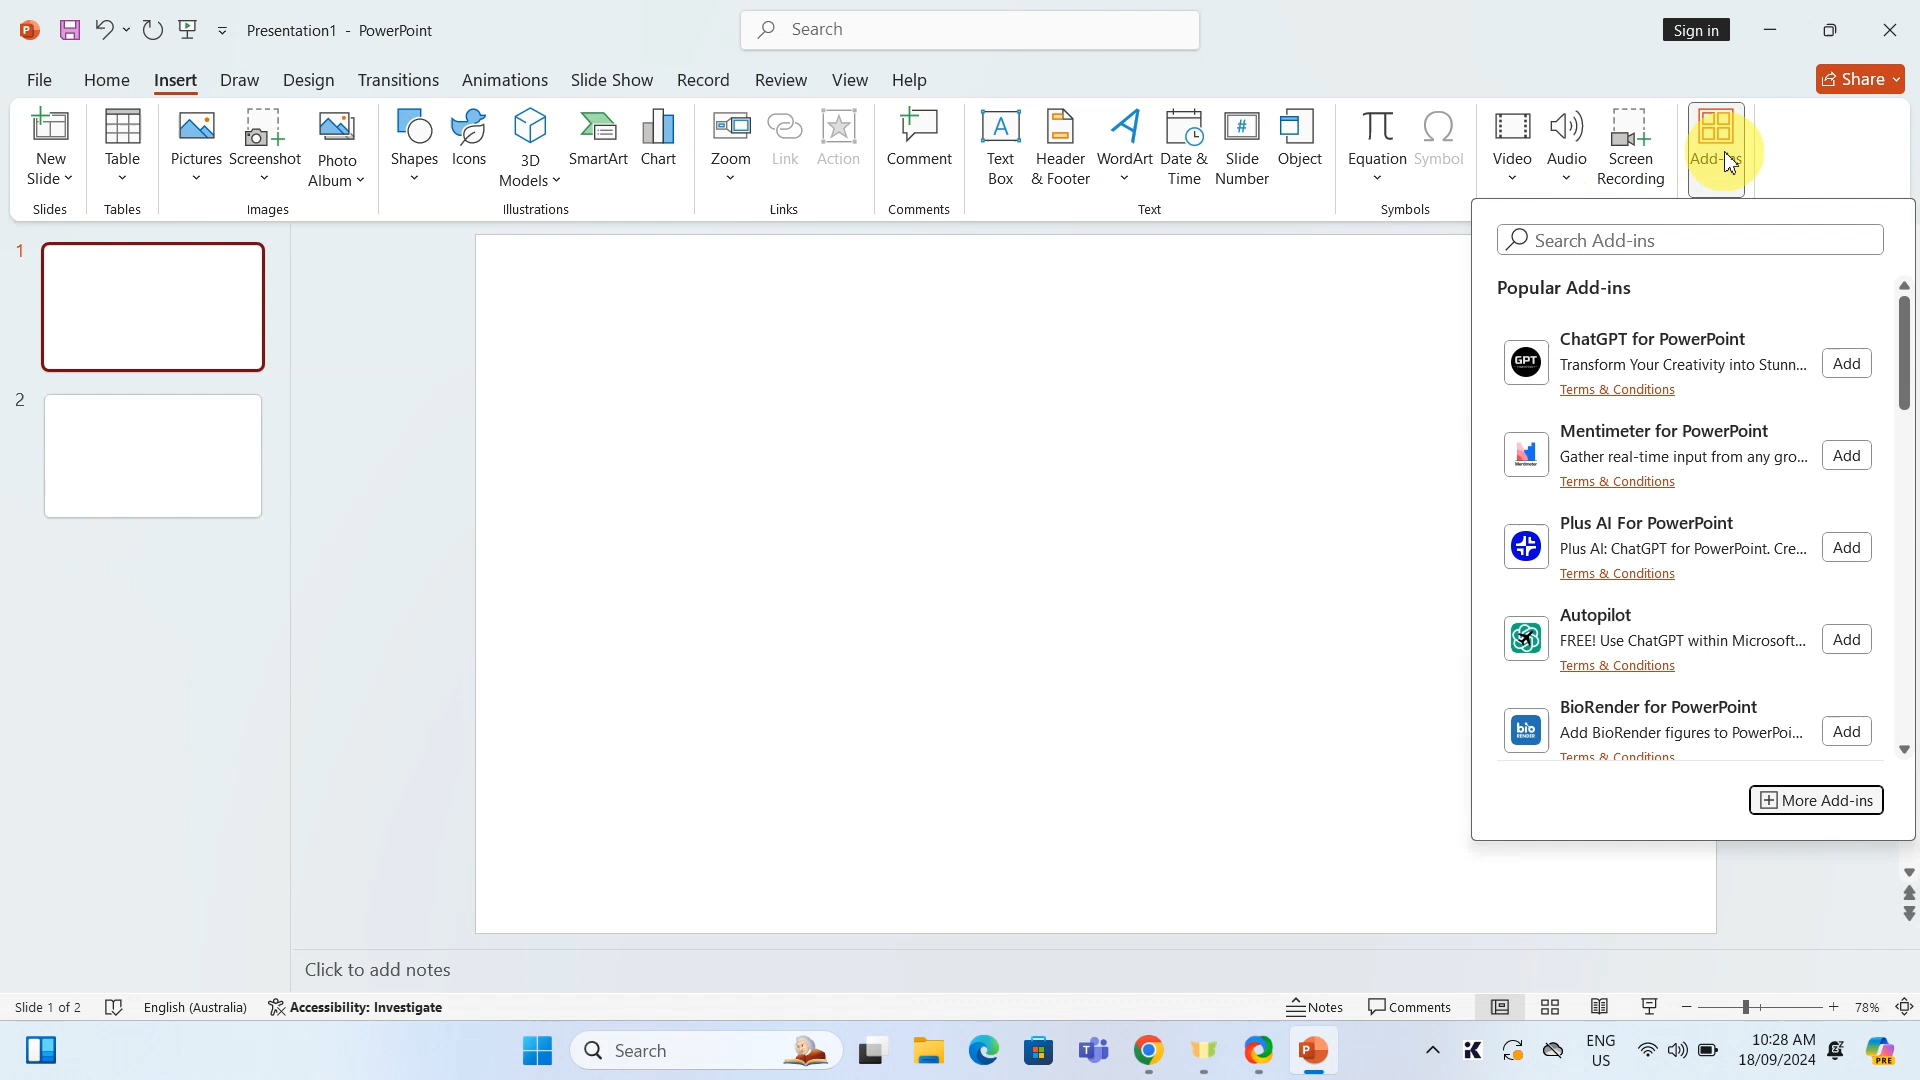 Presentation1 - PowerPoint
Search
Sign in
File Home Insert Draw Design Transitions Animations Slide Show Record Review View Help
Share
New Slide
Table
Pictures
Screenshot
Photo Album
Shapes
Icons
3D Models
SmartArt
Chart
Zoom
Link
Action
Comment
Text Box
Header & Footer
WordArt
Date & Time
Slide Number
Object
Equation
Symbol
Video
Audio
Screen Recording
Add-ins
Slides
Tables
Images
Illustrations
Links
Comments
Text
Symbols
1
2
Search Add-ins
Popular Add-ins
GPT
ChatGPT for PowerPoint
Transform Your Creativity into Stunn...
Add
Terms & Conditions
Mentimeter for PowerPoint
Gather real-time input from any gro...
Add
Terms & Conditions
Plus AI For PowerPoint
Plus AI: ChatGPT for PowerPoint. Cre...
Add
Terms & Conditions
Autopilot
FREE! Use ChatGPT within Microsoft...
Add
Terms & Conditions
bio
RENDER
BioRender for PowerPoint
Add BioRender figures to PowerPoi...
Add
Terms & Conditions
More Add-ins
Click to add notes
Slide 1 of 2
English (Australia)
Accessibility: Investigate
Notes
Comments
78%
Search
ENG
US
10:28 AM
18/09/2024
PRE